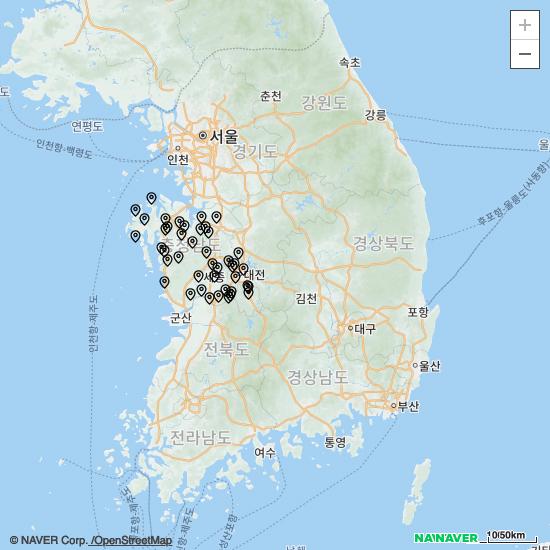 +
−
속초
춘천
강원도
강릉
연평도
서울
인천항-백령도
인천
경기도
후포항-울릉도(사동항)
충청남도
경상북도
세종
대전
김천
인천항-제주도
군산
포항
대구
전북도
울산
경상남도
부산
전라남도
통영
여수
© NAVER Corp. /OpenStreetMap
NAVER
10/50km